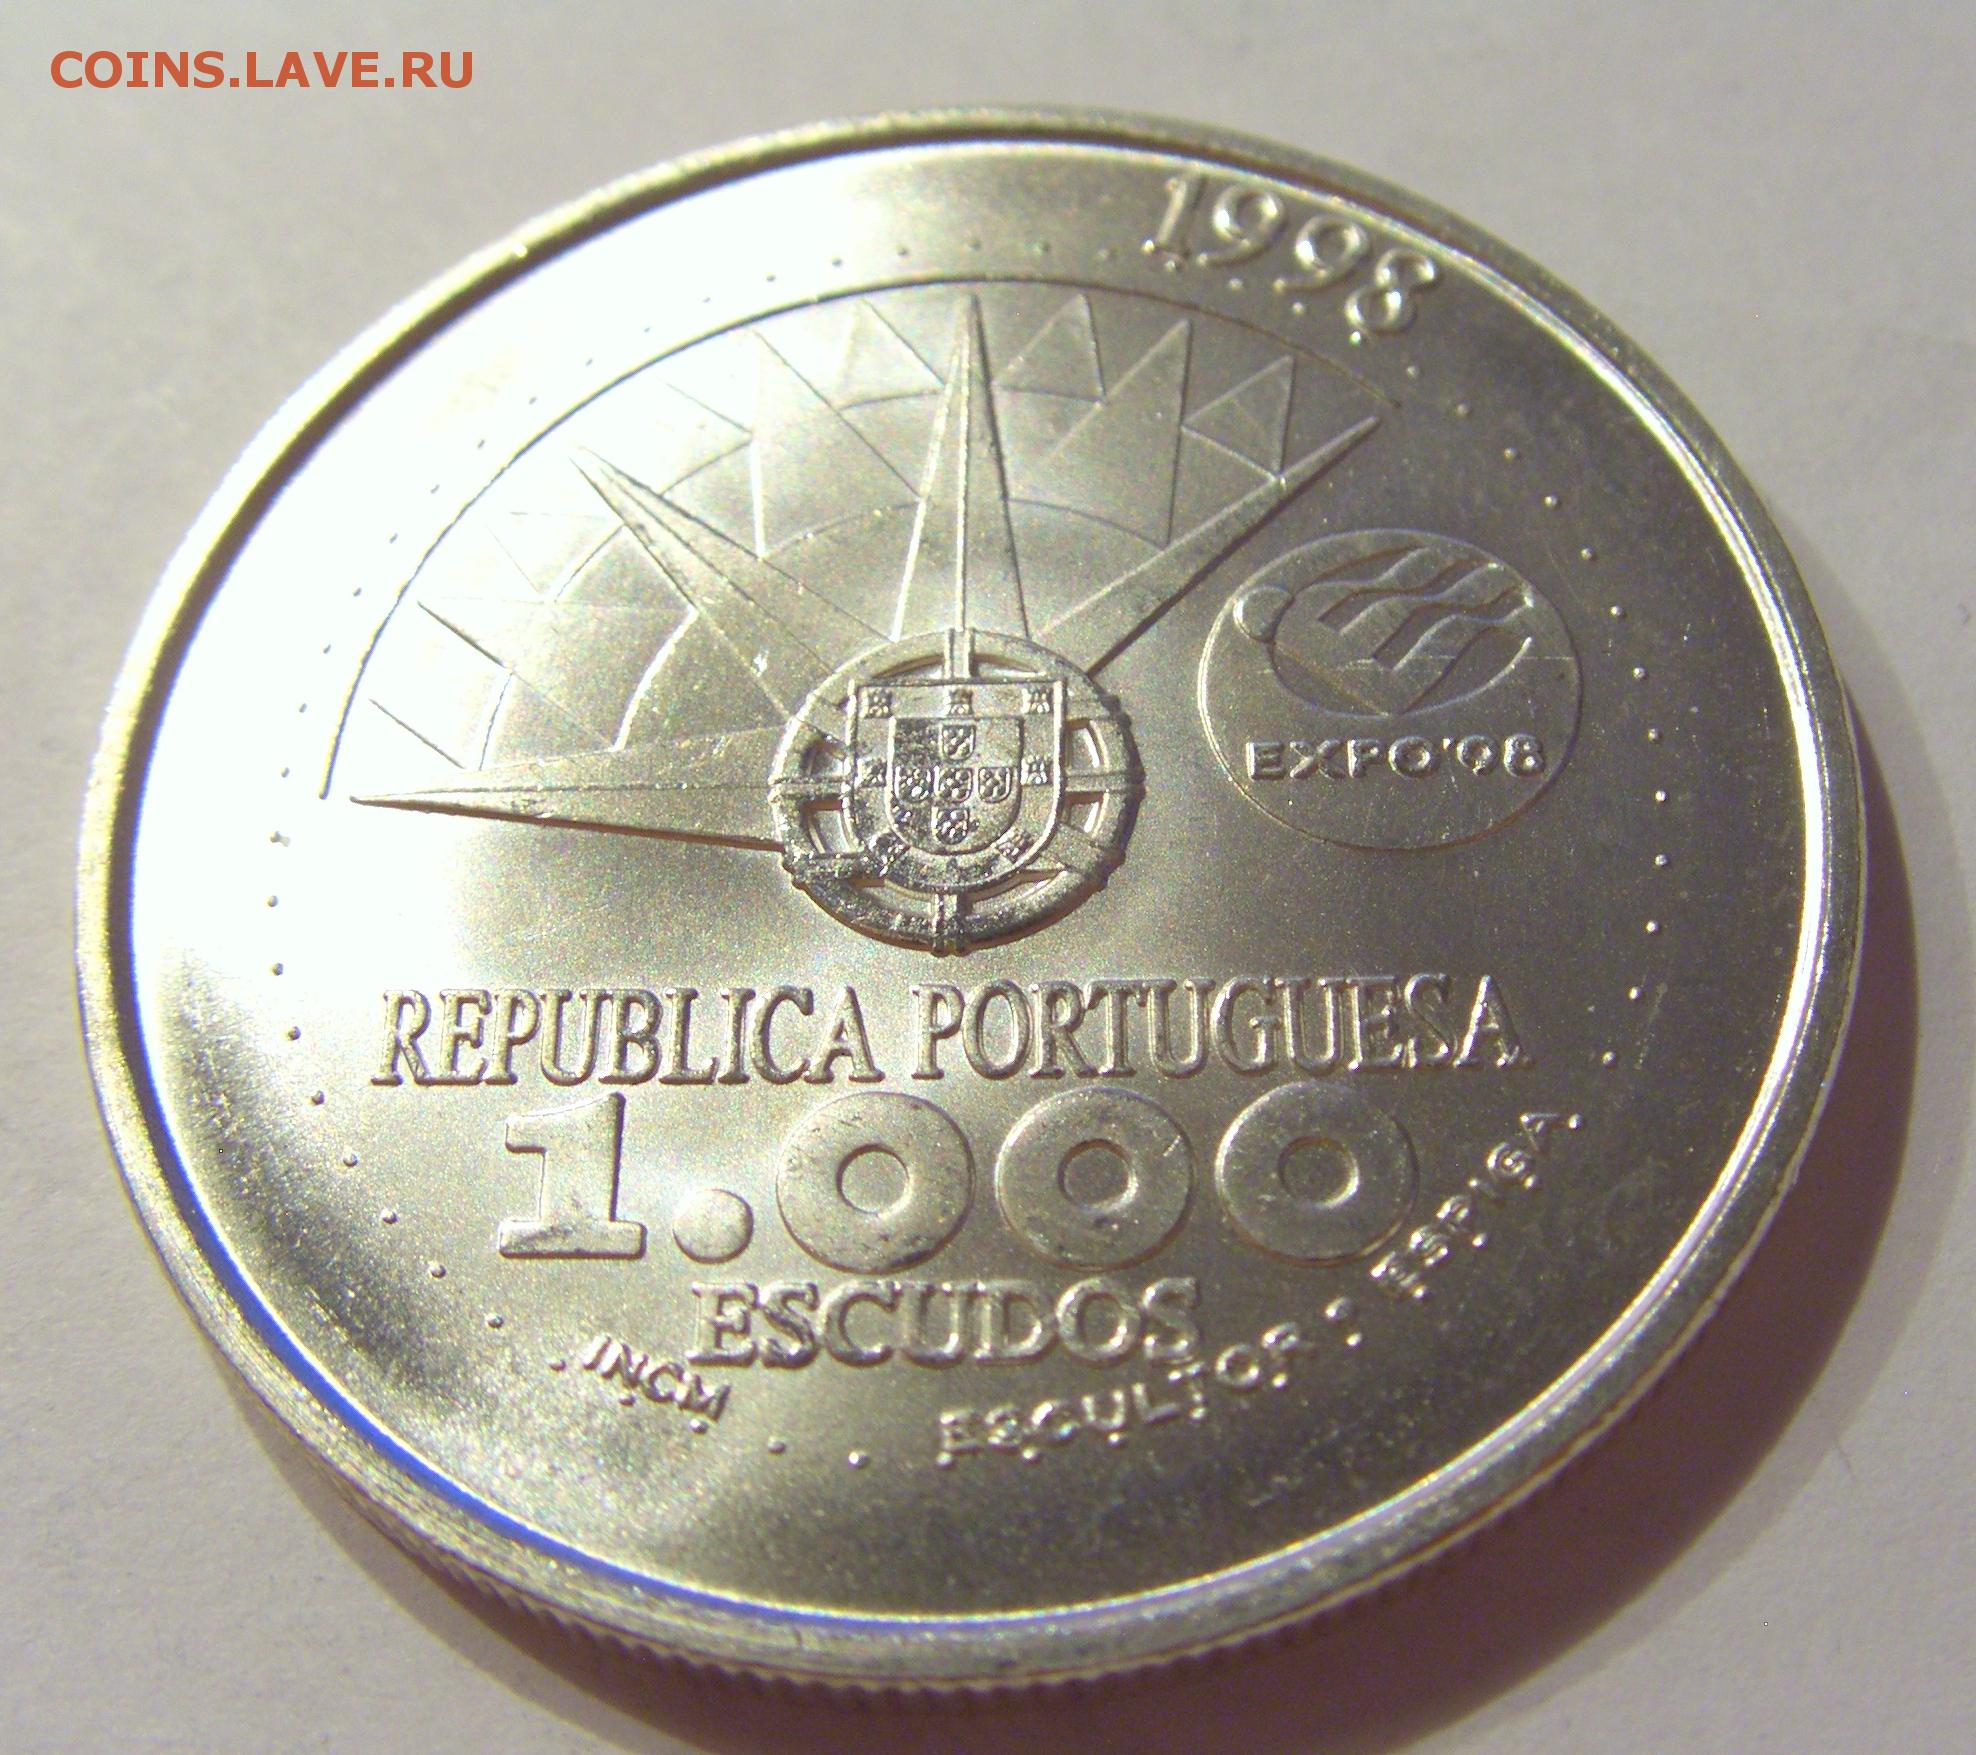 COINS.LAVE.RU
1998
EXPO'98
REPUBLICA PORTUGUESA
1.000
ESCUDOS
INCM
ESCULTOR : ESPIGA